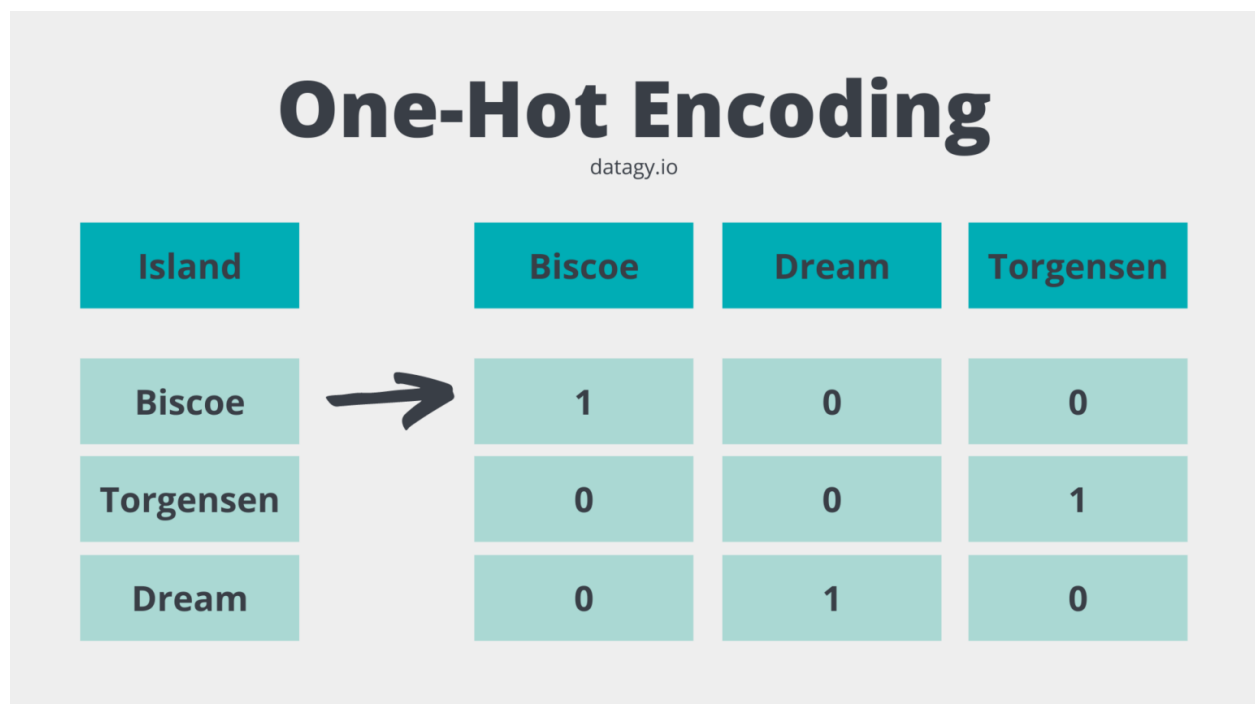 One-Hot Encoding
datagy.io
Island Biscoe Dream Torgensen
Biscoe 1 0 0
Torgensen 0 0 1
Dream 0 1 0